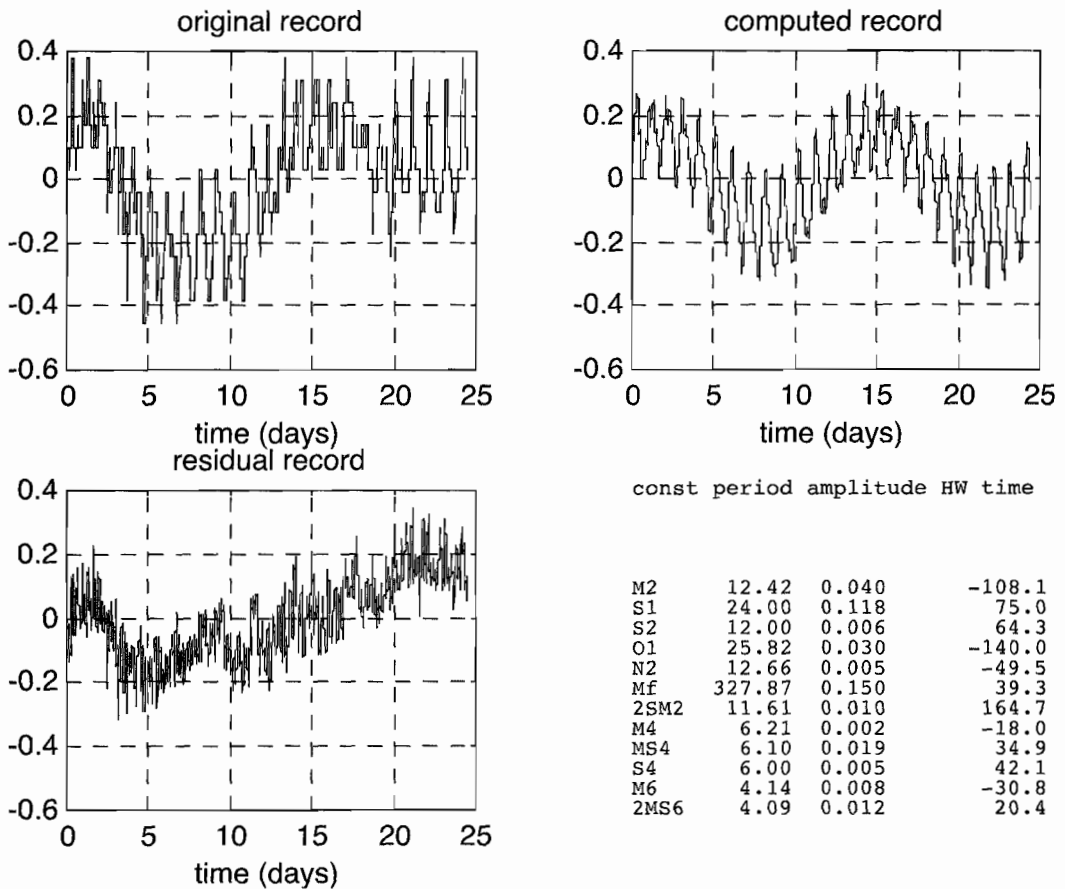 original record
0.4
0.2
0
-0.2
-0.4
-0.6
0 5 10 15 20 25
time (days)
computed record
0.4
0.2
0
-0.2
-0.4
-0.6
0 5 10 15 20 25
time (days)
residual record
0.4
0.2
0
-0.2
-0.4
-0.6
0 5 10 15 20 25
time (days)
const period amplitude HW time
M2 12.42 0.040 -108.1
S1 24.00 0.118 75.0
S2 12.00 0.006 64.3
O1 25.82 0.030 -140.0
N2 12.66 0.005 -49.5
Mf 327.87 0.150 39.3
2SM2 11.61 0.010 164.7
M4 6.21 0.002 -18.0
MS4 6.10 0.019 34.9
S4 6.00 0.005 42.1
M6 4.14 0.008 -30.8
2MS6 4.09 0.012 20.4